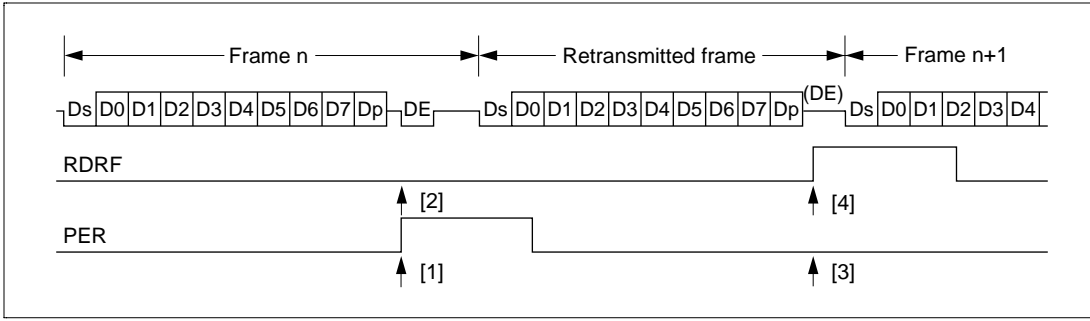 Frame n Retransmitted frame Frame n+1
Ds D0 D1 D2 D3 D4 D5 D6 D7 Dp DE Ds D0 D1 D2 D3 D4 D5 D6 D7 Dp (DE) Ds D0 D1 D2 D3 D4
RDRF
[2] [4]
PER
[1] [3]